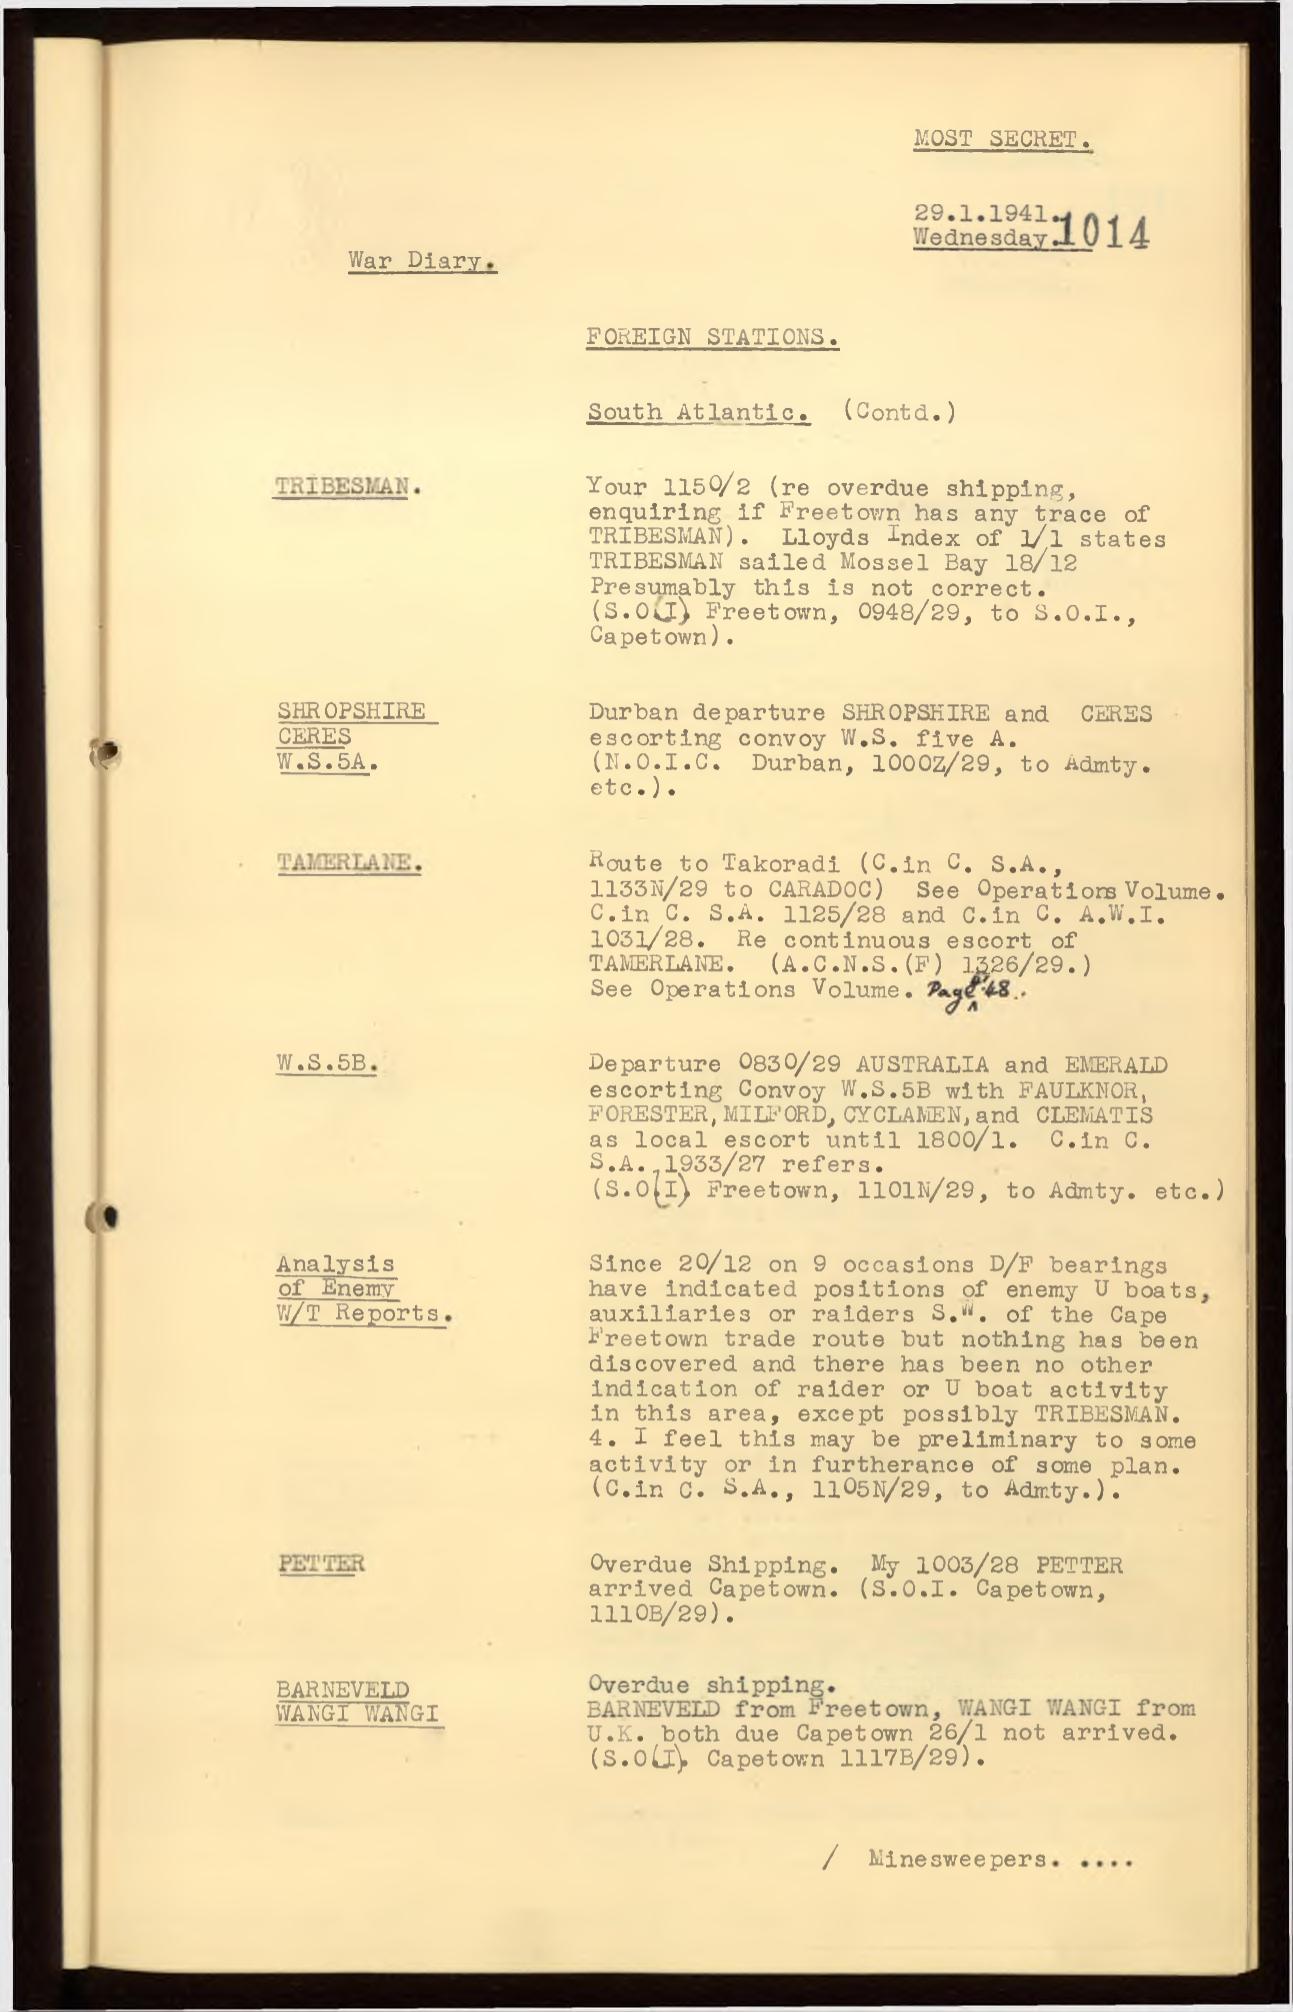 MOST SECRET.
29.1.1941.
Wednesday.
1014
War Diary.
FOREIGN STATIONS.
South Atlantic. (Contd.)
TRIBESMAN.
Your 1150/2 (re overdue shipping,
enquiring if Freetown has any trace of
TRIBESMAN). Lloyds Index of 1/1 states
TRIBESMAN sailed Mossel Bay 18/12
Presumably this is not correct.
(S.O(I) Freetown, 0948/29, to S.O.I.,
Capetown).
SHROPSHIRE
CERES
W.S.5A.
Durban departure SHROPSHIRE and CERES
escorting convoy W.S. five A.
(N.O.I.C. Durban, 1000Z/29, to Admty.
etc.).
TAMERLANE.
Route to Takoradi (C.in C. S.A.,
1133N/29 to CARADOC) See Operations Volume.
C.in C. S.A. 1125/28 and C.in C. A.W.I.
1031/28. Re continuous escort of
TAMERLANE. (A.C.N.S.(F) 1326/29.)
See Operations Volume. Page 48.
W.S.5B.
Departure 0830/29 AUSTRALIA and EMERALD
escorting Convoy W.S.5B with FAULKNOR,
FORESTER, MILFORD, CYCLAMEN, and CLEMATIS
as local escort until 1800/1. C.in C.
S.A. 1933/27 refers.
(S.O(I) Freetown, 1101N/29, to Admty. etc.)
Analysis
of Enemy
W/T Reports.
Since 20/12 on 9 occasions D/F bearings
have indicated positions of enemy U boats,
auxiliaries or raiders S.W. of the Cape
Freetown trade route but nothing has been
discovered and there has been no other
indication of raider or U boat activity
in this area, except possibly TRIBESMAN.
4. I feel this may be preliminary to some
activity or in furtherance of some plan.
(C.in C. S.A., 1105N/29, to Admty.).
PETTER
Overdue Shipping. My 1003/28 PETTER
arrived Capetown. (S.O.I. Capetown,
1110B/29).
BARNEVELD
WANGI WANGI
Overdue shipping.
BARNEVELD from Freetown, WANGI WANGI from
U.K. both due Capetown 26/1 not arrived.
(S.O(I). Capetown 1117B/29).
/ Minesweepers. ....